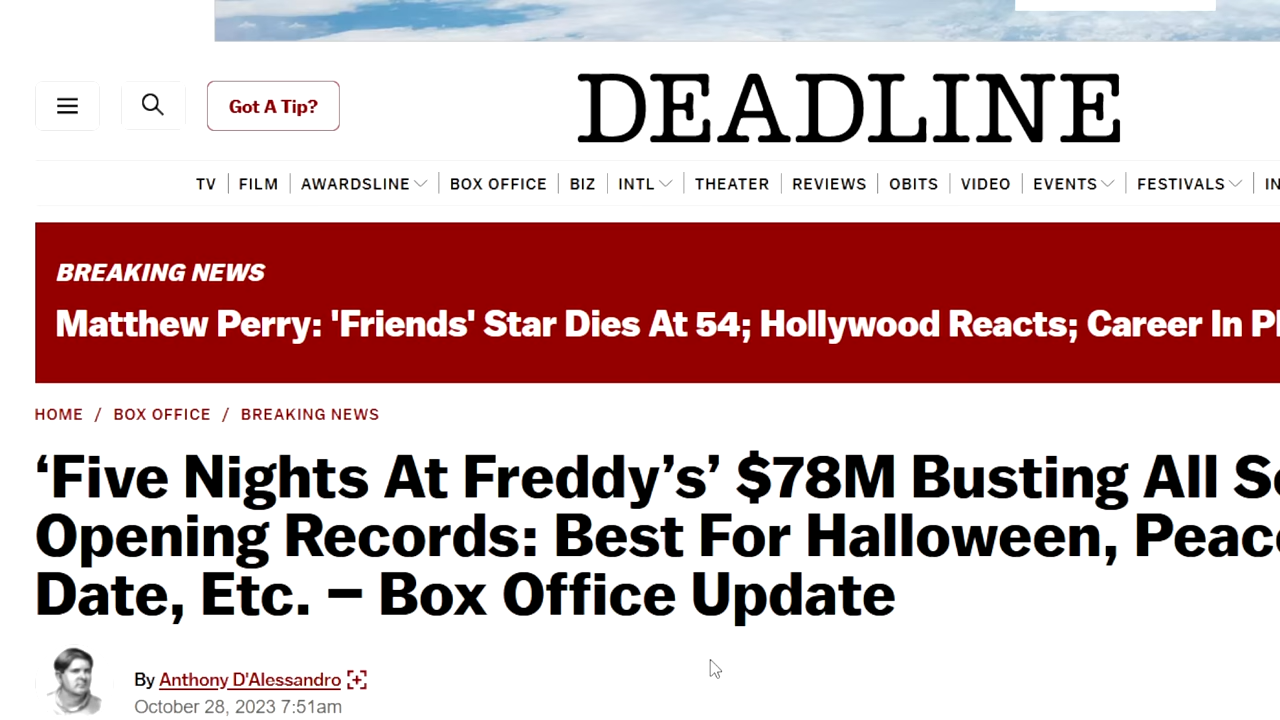 Got A Tip?
DEADLINE
TV FILM AWARDSLINE BOX OFFICE BIZ INTL THEATER REVIEWS OBITS VIDEO EVENTS FESTIVALS
BREAKING NEWS
Matthew Perry: 'Friends' Star Dies At 54; Hollywood Reacts; Career In
HOME / BOX OFFICE / BREAKING NEWS
‘Five Nights At Freddy’s’ $78M Busting All
Opening Records: Best For Halloween,
Date, Etc. – Box Office Update
By Anthony D'Alessandro
October 28, 2023 7:51am